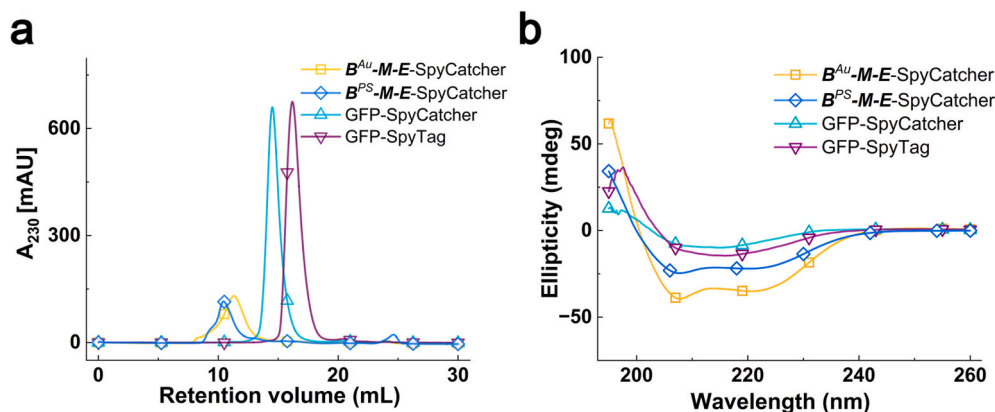 a
B^Au-M-E-SpyCatcher
B^PS-M-E-SpyCatcher
GFP-SpyCatcher
GFP-SpyTag
600
300
0
A₂₃₀ [mAU]
0
10
20
30
Retention volume (mL)
b
B^Au-M-E-SpyCatcher
B^PS-M-E-SpyCatcher
GFP-SpyCatcher
GFP-SpyTag
100
50
0
−50
Ellipticity (mdeg)
200
220
240
260
Wavelength (nm)